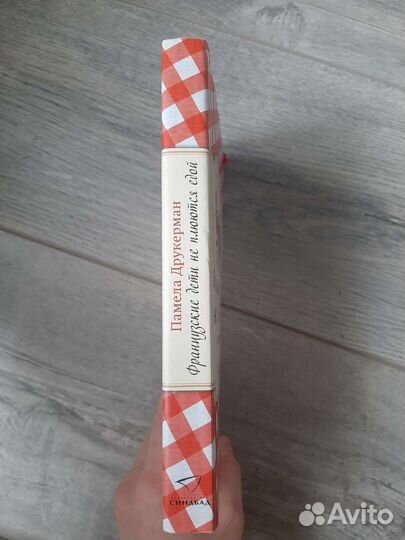 Памела Друкерман
Французские дети не плюются едой
СИНДБАД
Avito